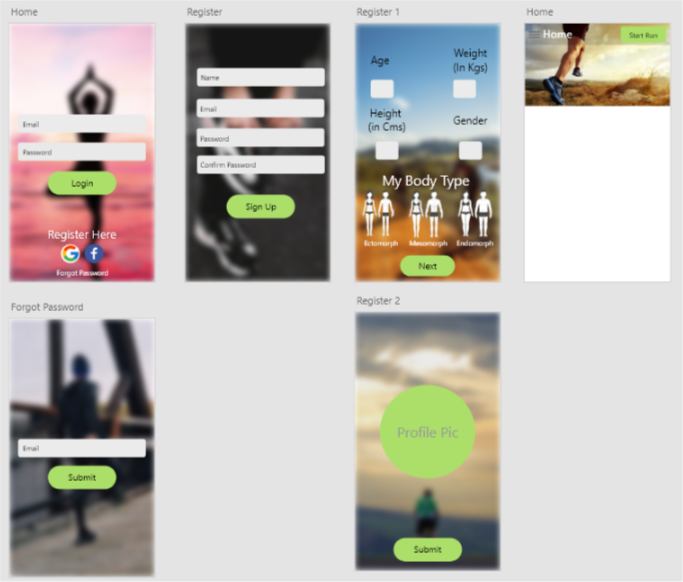 Home
Email
Password
Login
Register Here
G
f
Forgot Password
Register
Name
Email
Password
Confirm Password
Sign Up
Register 1
Age
Weight
(In Kgs)
Height
(in Cms)
Gender
My Body Type
Ectomorph
Mesomorph
Endomorph
Next
Home
Home
Start Run
Forgot Password
Email
Submit
Register 2
Profile Pic
Submit